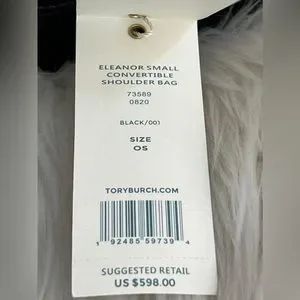 ELEANOR SMALL
CONVERTIBLE
SHOULDER BAG
73589
0820
BLACK/001
SIZE
OS
TORYBURCH.COM
1 92485 59739 4
SUGGESTED RETAIL
US $598.00